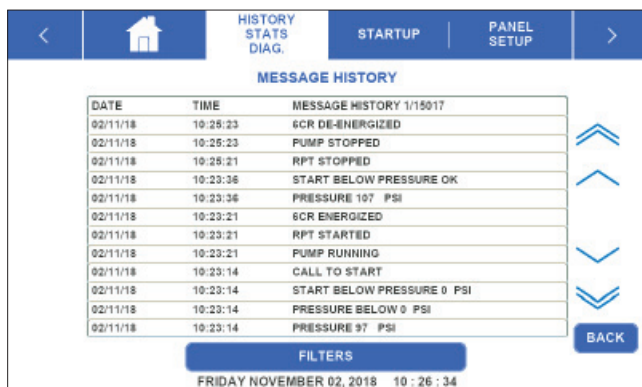 HISTORY
STATS
DIAG.
STARTUP
PANEL
SETUP
MESSAGE HISTORY
DATE TIME MESSAGE HISTORY 1/15017
02/11/18 10:25:23 6CR DE-ENERGIZED
02/11/18 10:25:23 PUMP STOPPED
02/11/18 10:25:21 RPT STOPPED
02/11/18 10:23:36 START BELOW PRESSURE OK
02/11/18 10:23:36 PRESSURE 107 PSI
02/11/18 10:23:21 6CR ENERGIZED
02/11/18 10:23:21 RPT STARTED
02/11/18 10:23:21 PUMP RUNNING
02/11/18 10:23:14 CALL TO START
02/11/18 10:23:14 START BELOW PRESSURE 0 PSI
02/11/18 10:23:14 PRESSURE BELOW 0 PSI
02/11/18 10:23:14 PRESSURE 97 PSI
BACK
FILTERS
FRIDAY NOVEMBER 02, 2018 10 : 26 : 34